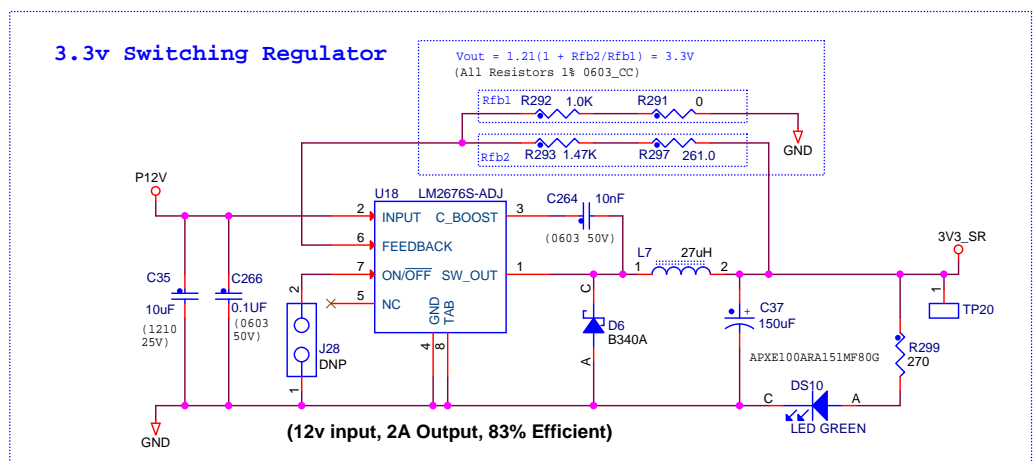 3.3v Switching Regulator
Vout = 1.21(1 + Rfb2/Rfb1) = 3.3V
(All Resistors 1% 0603_CC)
Rfb1 R292 1.0K R291 0
GND
Rfb2 R293 1.47K R297 261.0
P12V
U18 LM2676S-ADJ
2 INPUT C_BOOST 3
6 FEEDBACK
7 ON/OFF SW_OUT 1
5 NC
GND TAB
4 8
C264 10nF
(0603 50V)
L7 27uH
1 2
3V3_SR
1
TP20
C35
10uF
(1210
25V)
C266
0.1UF
(0603
50V)
2
J28
DNP
1
C
D6
B340A
A
+
C37
150uF
APXE100ARA151MF80G
R299
270
DS10
C A
LED GREEN
GND
(12v input, 2A Output, 83% Efficient)